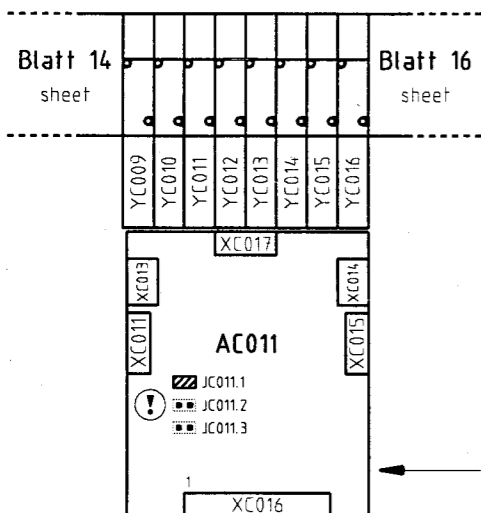 Blatt 14
sheet
Blatt 16
sheet
YC009
YC010
YC011
YC012
YC013
YC014
YC015
YC016
XC017
XC013
XC014
XC011
XC015
AC011
JC011.1
! JC011.2
JC011.3
1
XC016